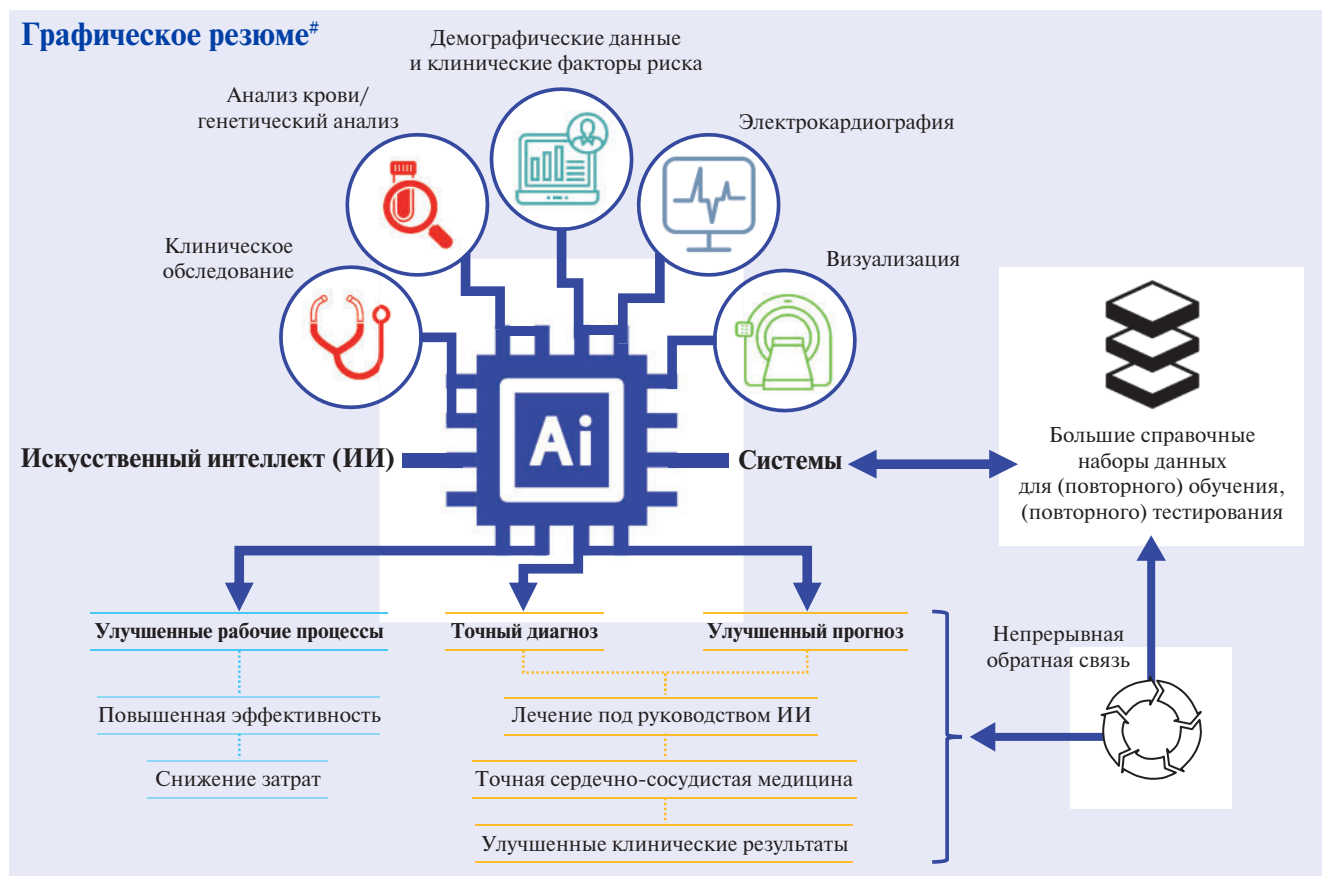 Графическое резюме#
Демографические данные
и клинические факторы риска
Анализ крови/
генетический анализ
Электрокардиография
Клиническое
обследование
Визуализация
Ai
Искусственный интеллект (ИИ)
Системы
Большие справочные
наборы данных
для (повторного) обучения,
(повторного) тестирования
Улучшенные рабочие процессы
Точный диагноз
Улучшенный прогноз
Непрерывная
обратная связь
Повышенная эффективность
Лечение под руководством ИИ
Снижение затрат
Точная сердечно-сосудистая медицина
Улучшенные клинические результаты